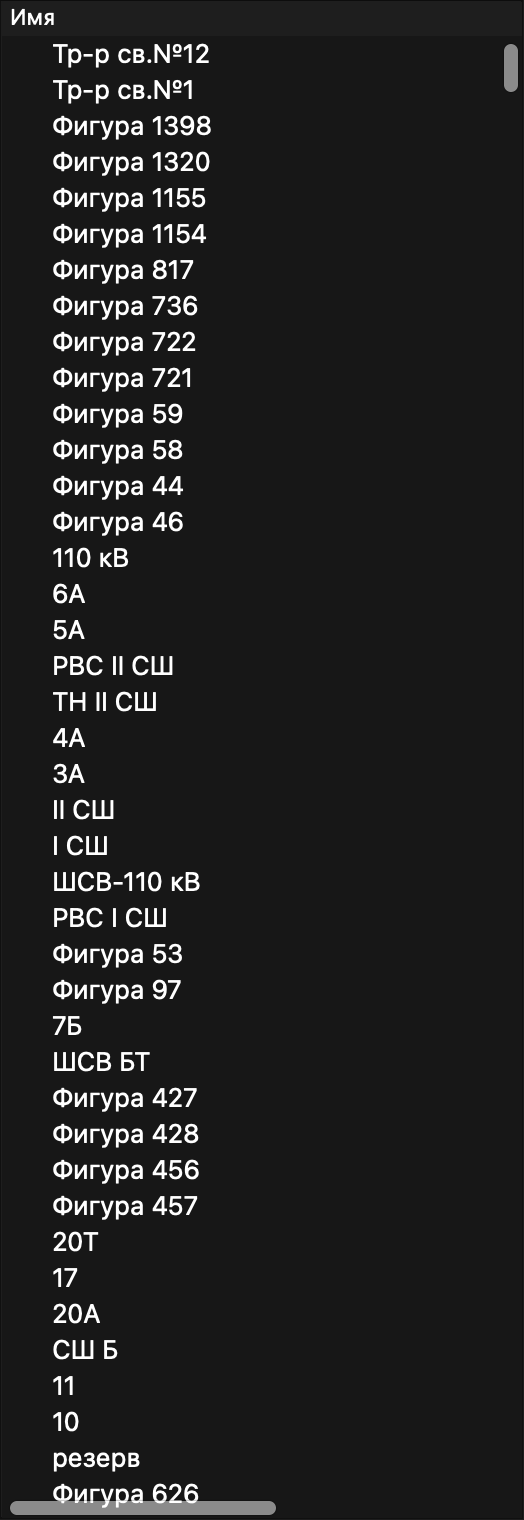 Имя
Тр-р св.№12
Тр-р св.№1
Фигура 1398
Фигура 1320
Фигура 1155
Фигура 1154
Фигура 817
Фигура 736
Фигура 722
Фигура 721
Фигура 59
Фигура 58
Фигура 44
Фигура 46
110 кВ
6А
5А
РВС II СШ
ТН II СШ
4А
3А
II СШ
I СШ
ШСВ-110 кВ
РВС I СШ
Фигура 53
Фигура 97
7Б
ШСВ БТ
Фигура 427
Фигура 428
Фигура 456
Фигура 457
20Т
17
20А
СШ Б
11
10
резерв
Фигура 626